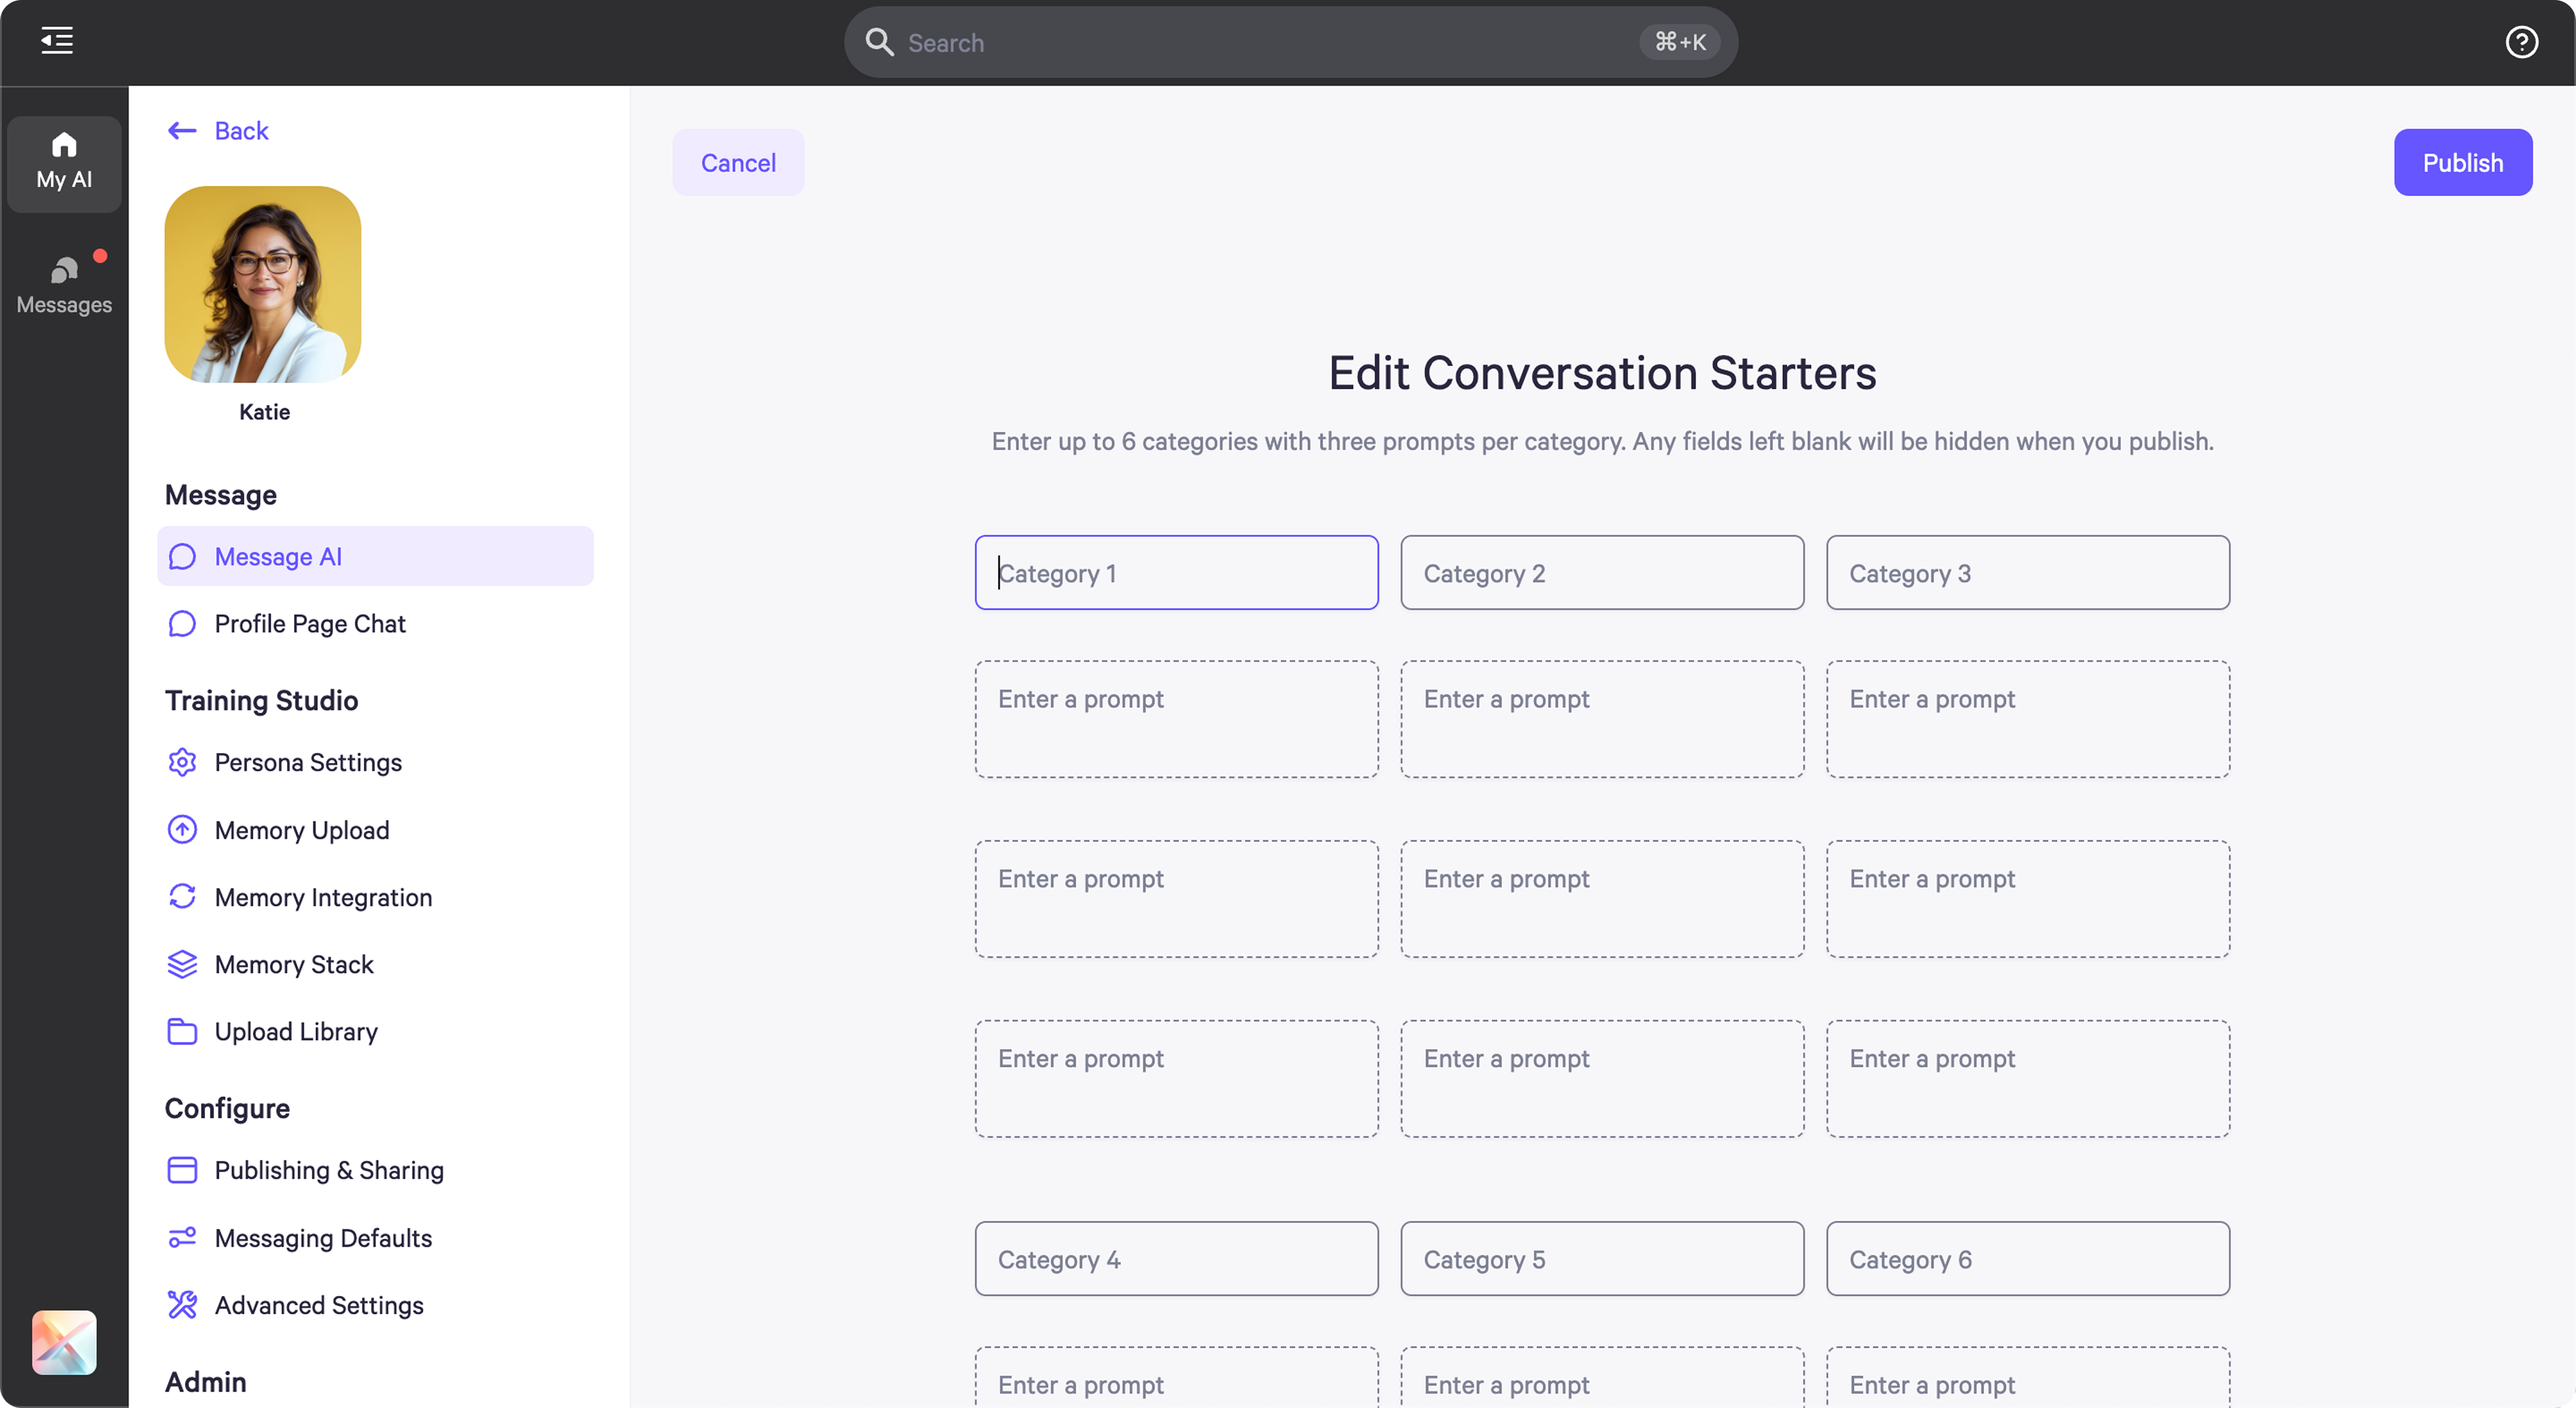 Search
⌘+K
My AI
Messages
Back
Katie
Message
Message AI
Profile Page Chat
Training Studio
Persona Settings
Memory Upload
Memory Integration
Memory Stack
Upload Library
Configure
Publishing & Sharing
Messaging Defaults
Advanced Settings
Admin
Cancel
Publish
Edit Conversation Starters
Enter up to 6 categories with three prompts per category. Any fields left blank will be hidden when you publish.
Category 1
Category 2
Category 3
Enter a prompt
Enter a prompt
Enter a prompt
Enter a prompt
Enter a prompt
Enter a prompt
Enter a prompt
Enter a prompt
Enter a prompt
Category 4
Category 5
Category 6
Enter a prompt
Enter a prompt
Enter a prompt